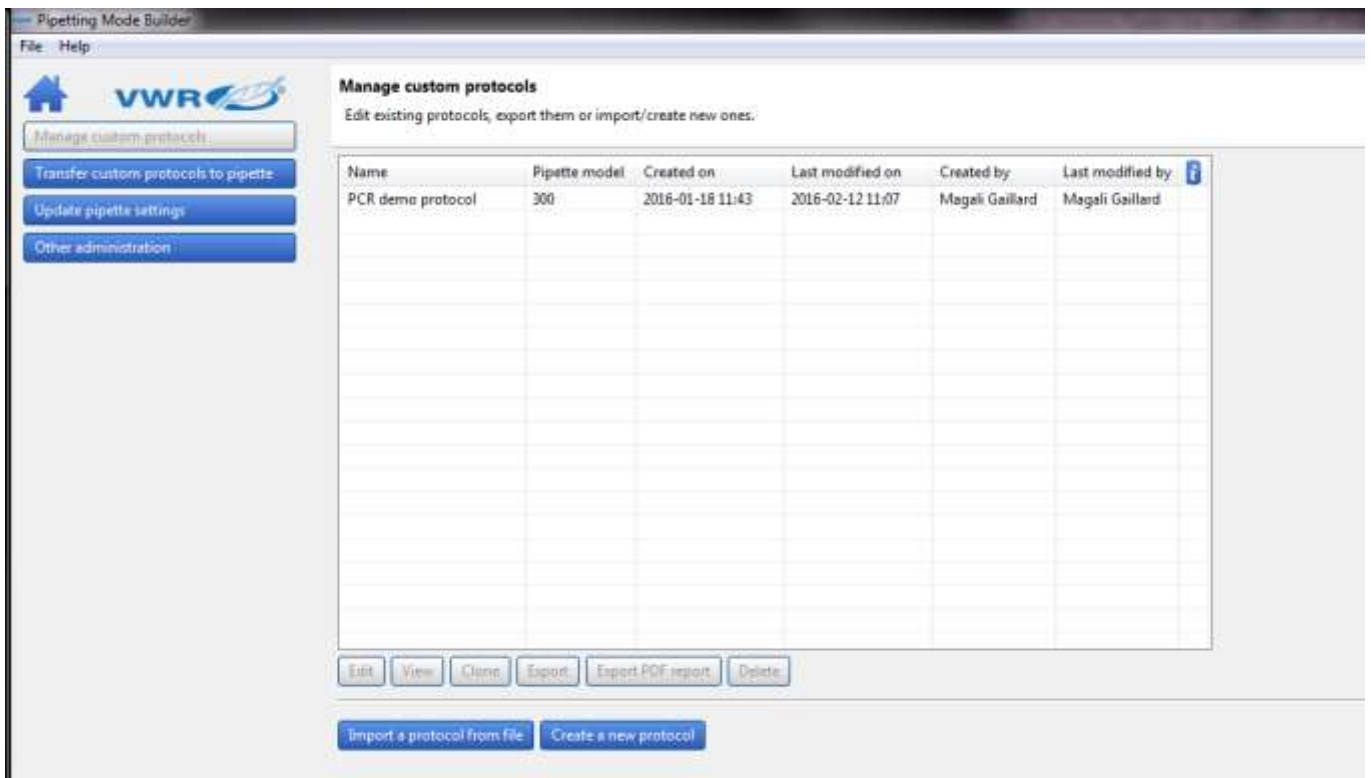 Pipetting Mode Builder
File Help
VWR
Manage custom protocols
Transfer custom protocols to pipette
Update pipette settings
Other administration
Manage custom protocols
Edit existing protocols, export them or import/create new ones.
Name Pipette model Created on Last modified on Created by Last modified by i
PCR demo protocol 300 2016-01-18 11:43 2016-02-12 11:07 Magali Gaillard Magali Gaillard
Edit View Clone Export Export PDF report Delete
Import a protocol from file Create a new protocol